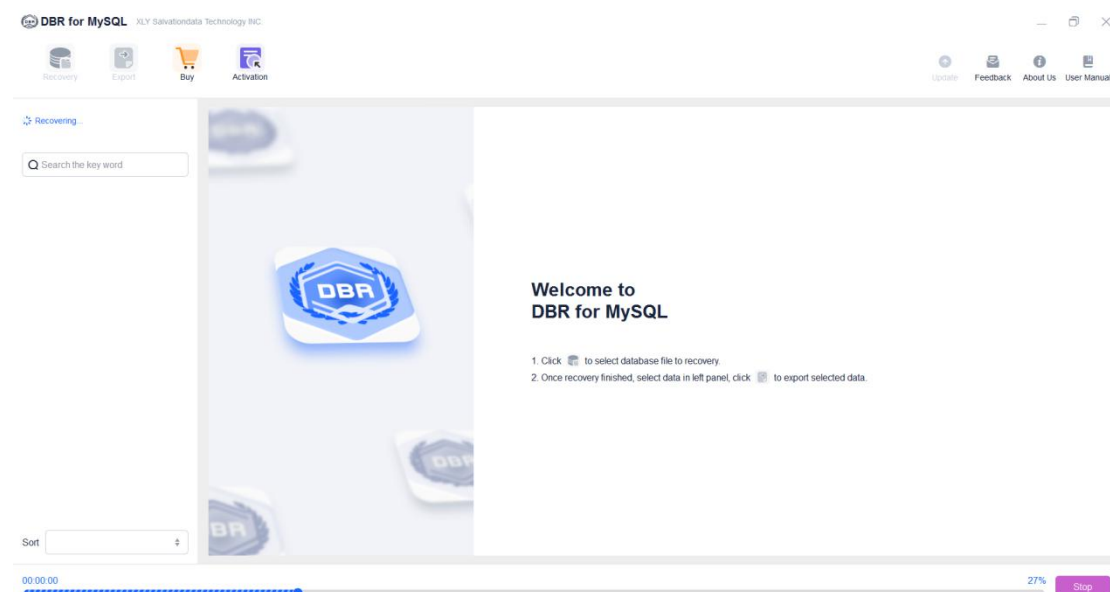 DBR for MySQL XLY Salvationdata Technology INC.
Recovery Export Buy Activation
Update Feedback About Us User Manual
Recovering...
Search the key word
DBR
Welcome to
DBR for MySQL
1. Click to select database file to recovery.
2. Once recovery finished, select data in left panel, click to export selected data.
DBR
BR
Sort
00:00:00
27%
Stop